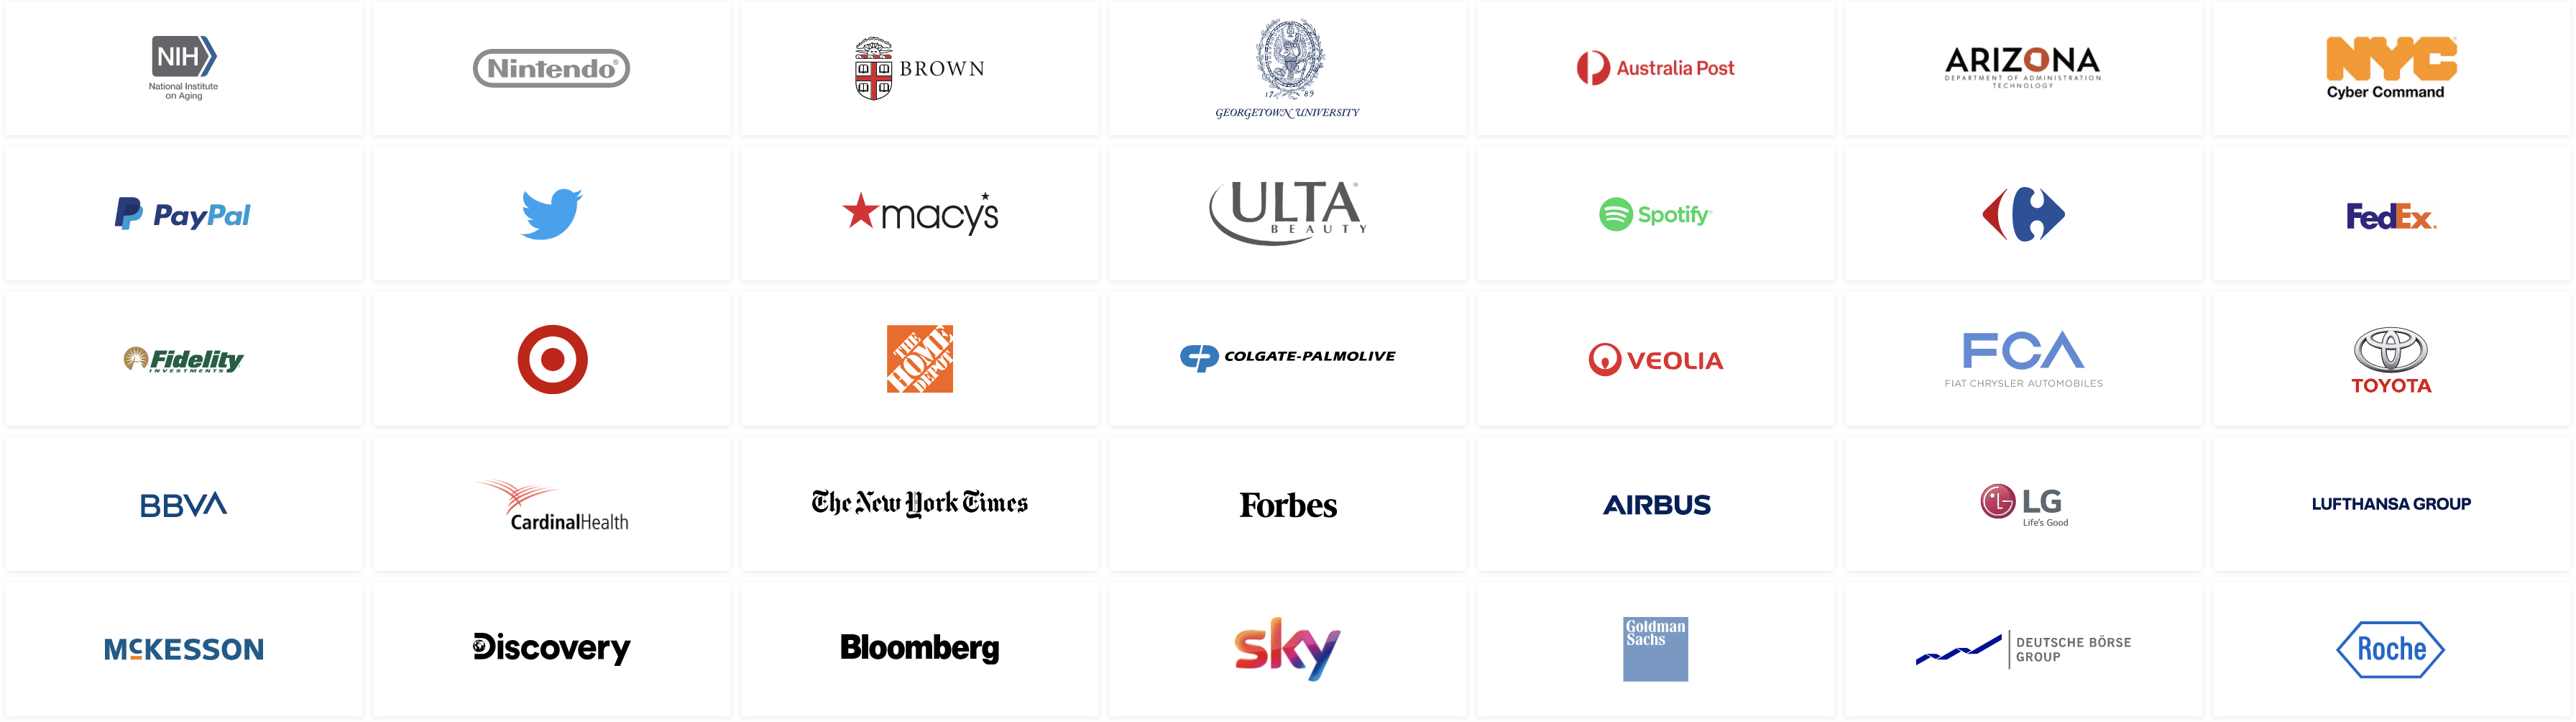 NIH
National Institute
on Aging
Nintendo®
BROWN
17 89
GEORGETOWN UNIVERSITY
Australia Post
ARIZONA
DEPARTMENT OF ADMINISTRATION
TECHNOLOGY
NYC
Cyber Command
PayPal
macy's
ULTA
BEAUTY
Spotify
FedEx
Fidelity
INVESTMENTS
THE
HOME
DEPOT
CP COLGATE-PALMOLIVE
VEOLIA
FCA
FIAT CHRYSLER AUTOMOBILES
TOYOTA
BBVA
CardinalHealth
The New York Times
Forbes
AIRBUS
LG
Life's Good
LUFTHANSA GROUP
McKESSON
Discovery
Bloomberg
sky
Goldman
Sachs
DEUTSCHE BÖRSE
GROUP
Roche